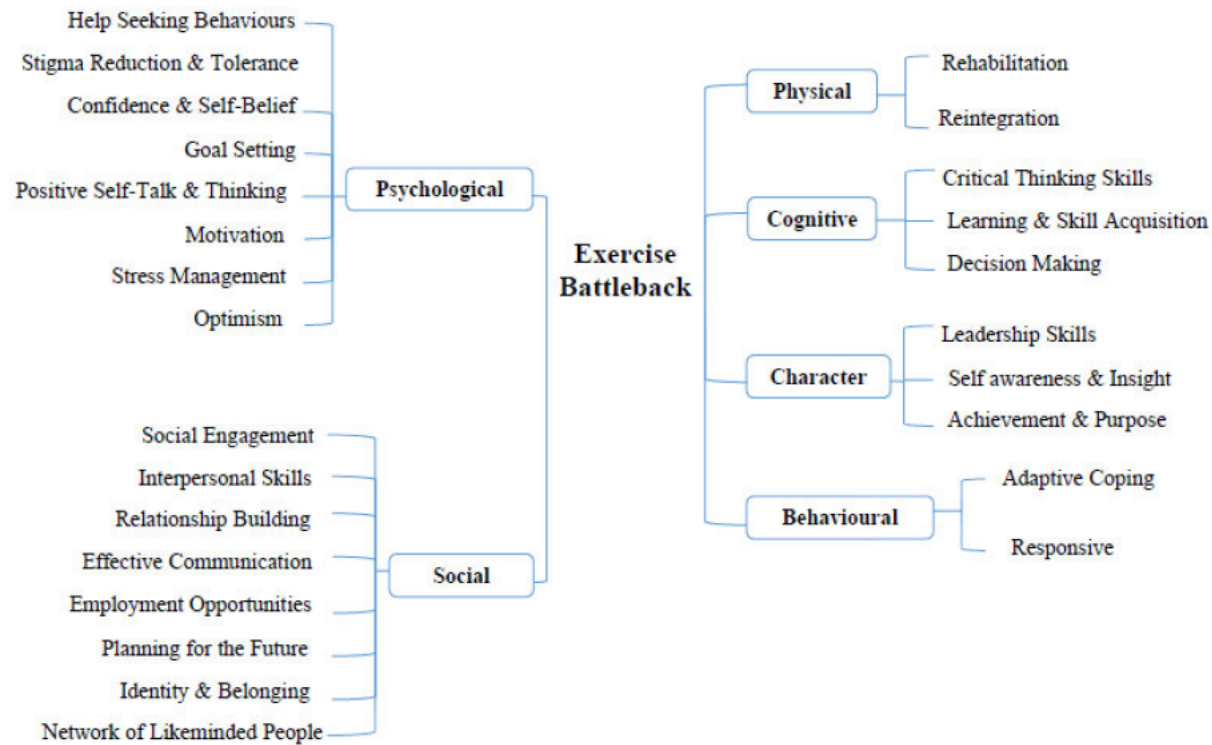 Help Seeking Behaviours
Stigma Reduction & Tolerance
Confidence & Self-Belief
Goal Setting
Positive Self-Talk & Thinking
Motivation
Stress Management
Optimism
Psychological
Social Engagement
Interpersonal Skills
Relationship Building
Effective Communication
Employment Opportunities
Planning for the Future
Identity & Belonging
Network of Likeminded People
Social
Exercise
Battleback
Physical
Rehabilitation
Reintegration
Cognitive
Critical Thinking Skills
Learning & Skill Acquisition
Decision Making
Character
Leadership Skills
Self awareness & Insight
Achievement & Purpose
Behavioural
Adaptive Coping
Responsive